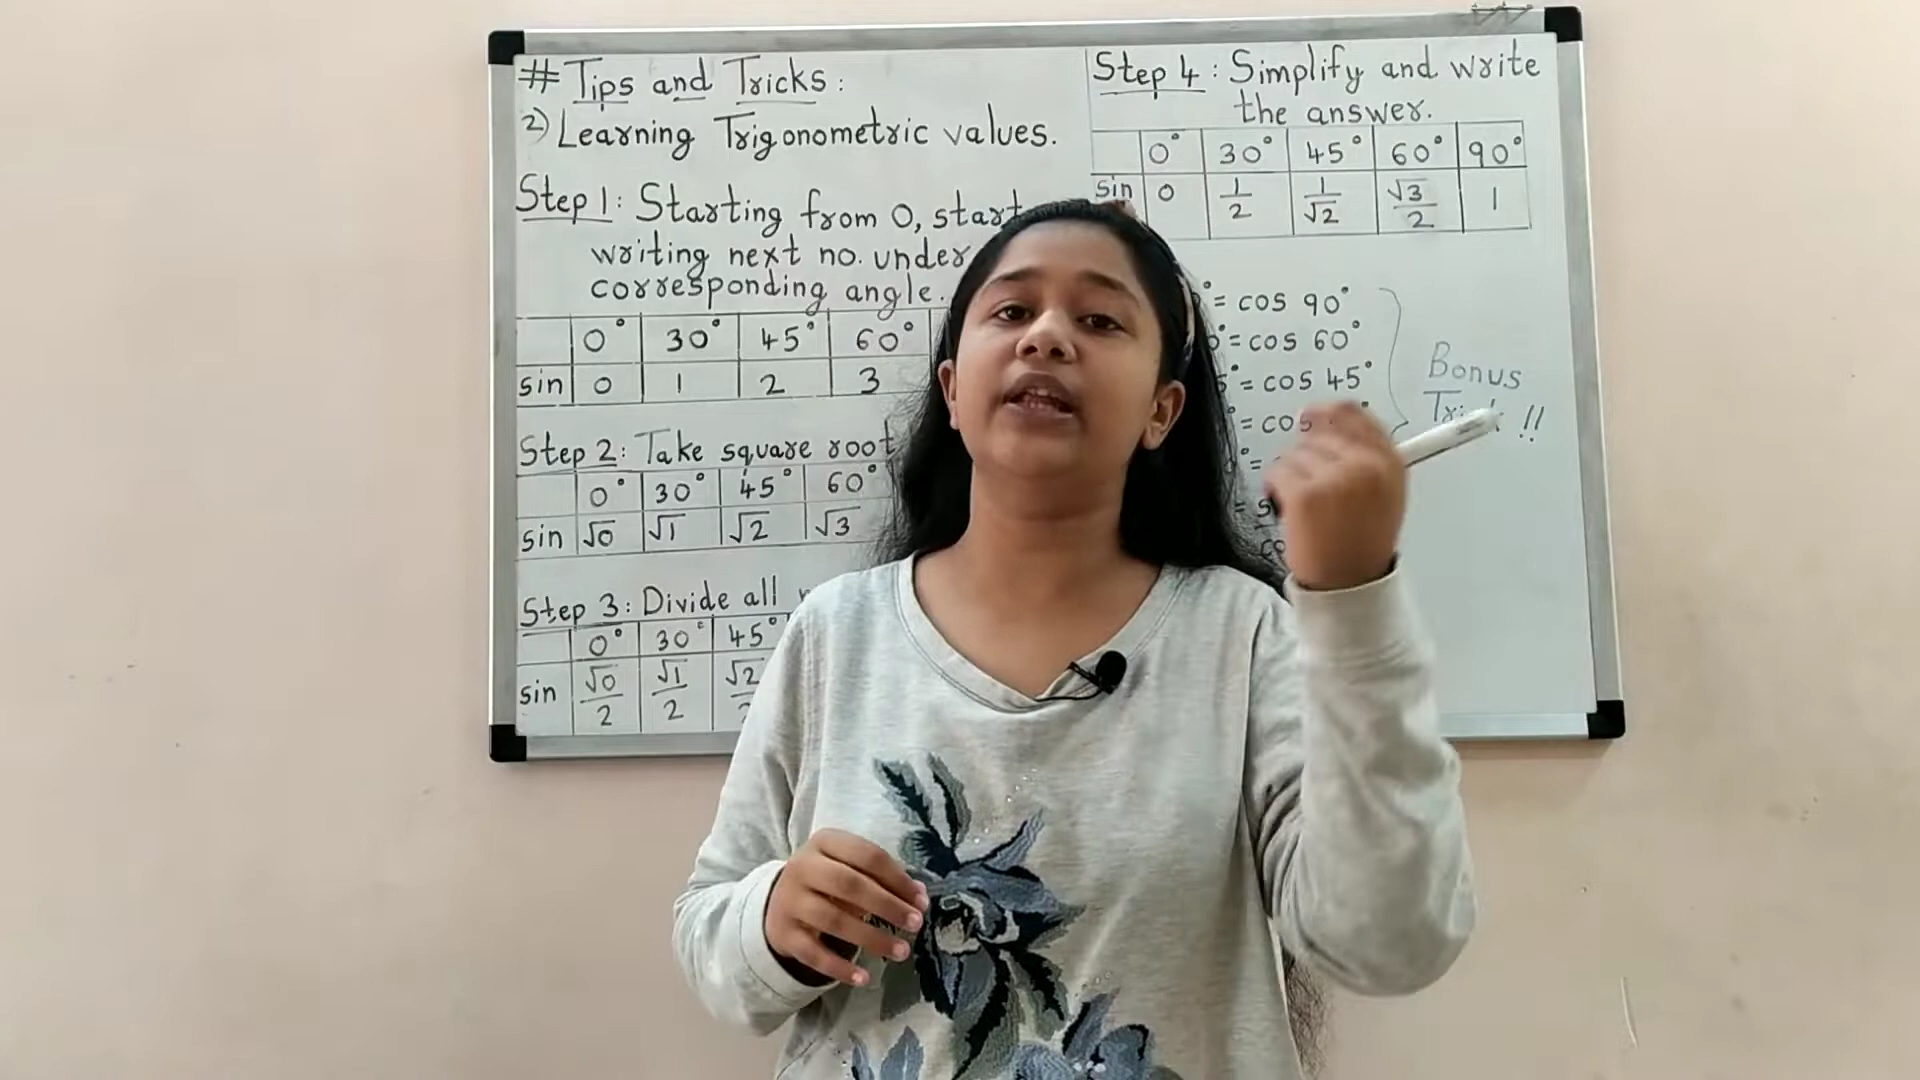 # Tips and Tricks:
2) Learning Trigonometric values.
Step 1: Starting from 0, start
writing next no. under
corresponding angle.
0° 30° 45° 60°
sin 0 1 2 3
Step 2: Take square root
0° 30° 45° 60°
sin √0 √1 √2 √3
Step 3: Divide all
0° 30° 45°
sin √0/2 √1/2 √2
Step 4: Simplify and write
the answer.
0° 30° 45° 60° 90°
sin 0 1/2 1/√2 √3/2 1
= cos 90°
= cos 60°
= cos 45°
= cos
Bonus
!!